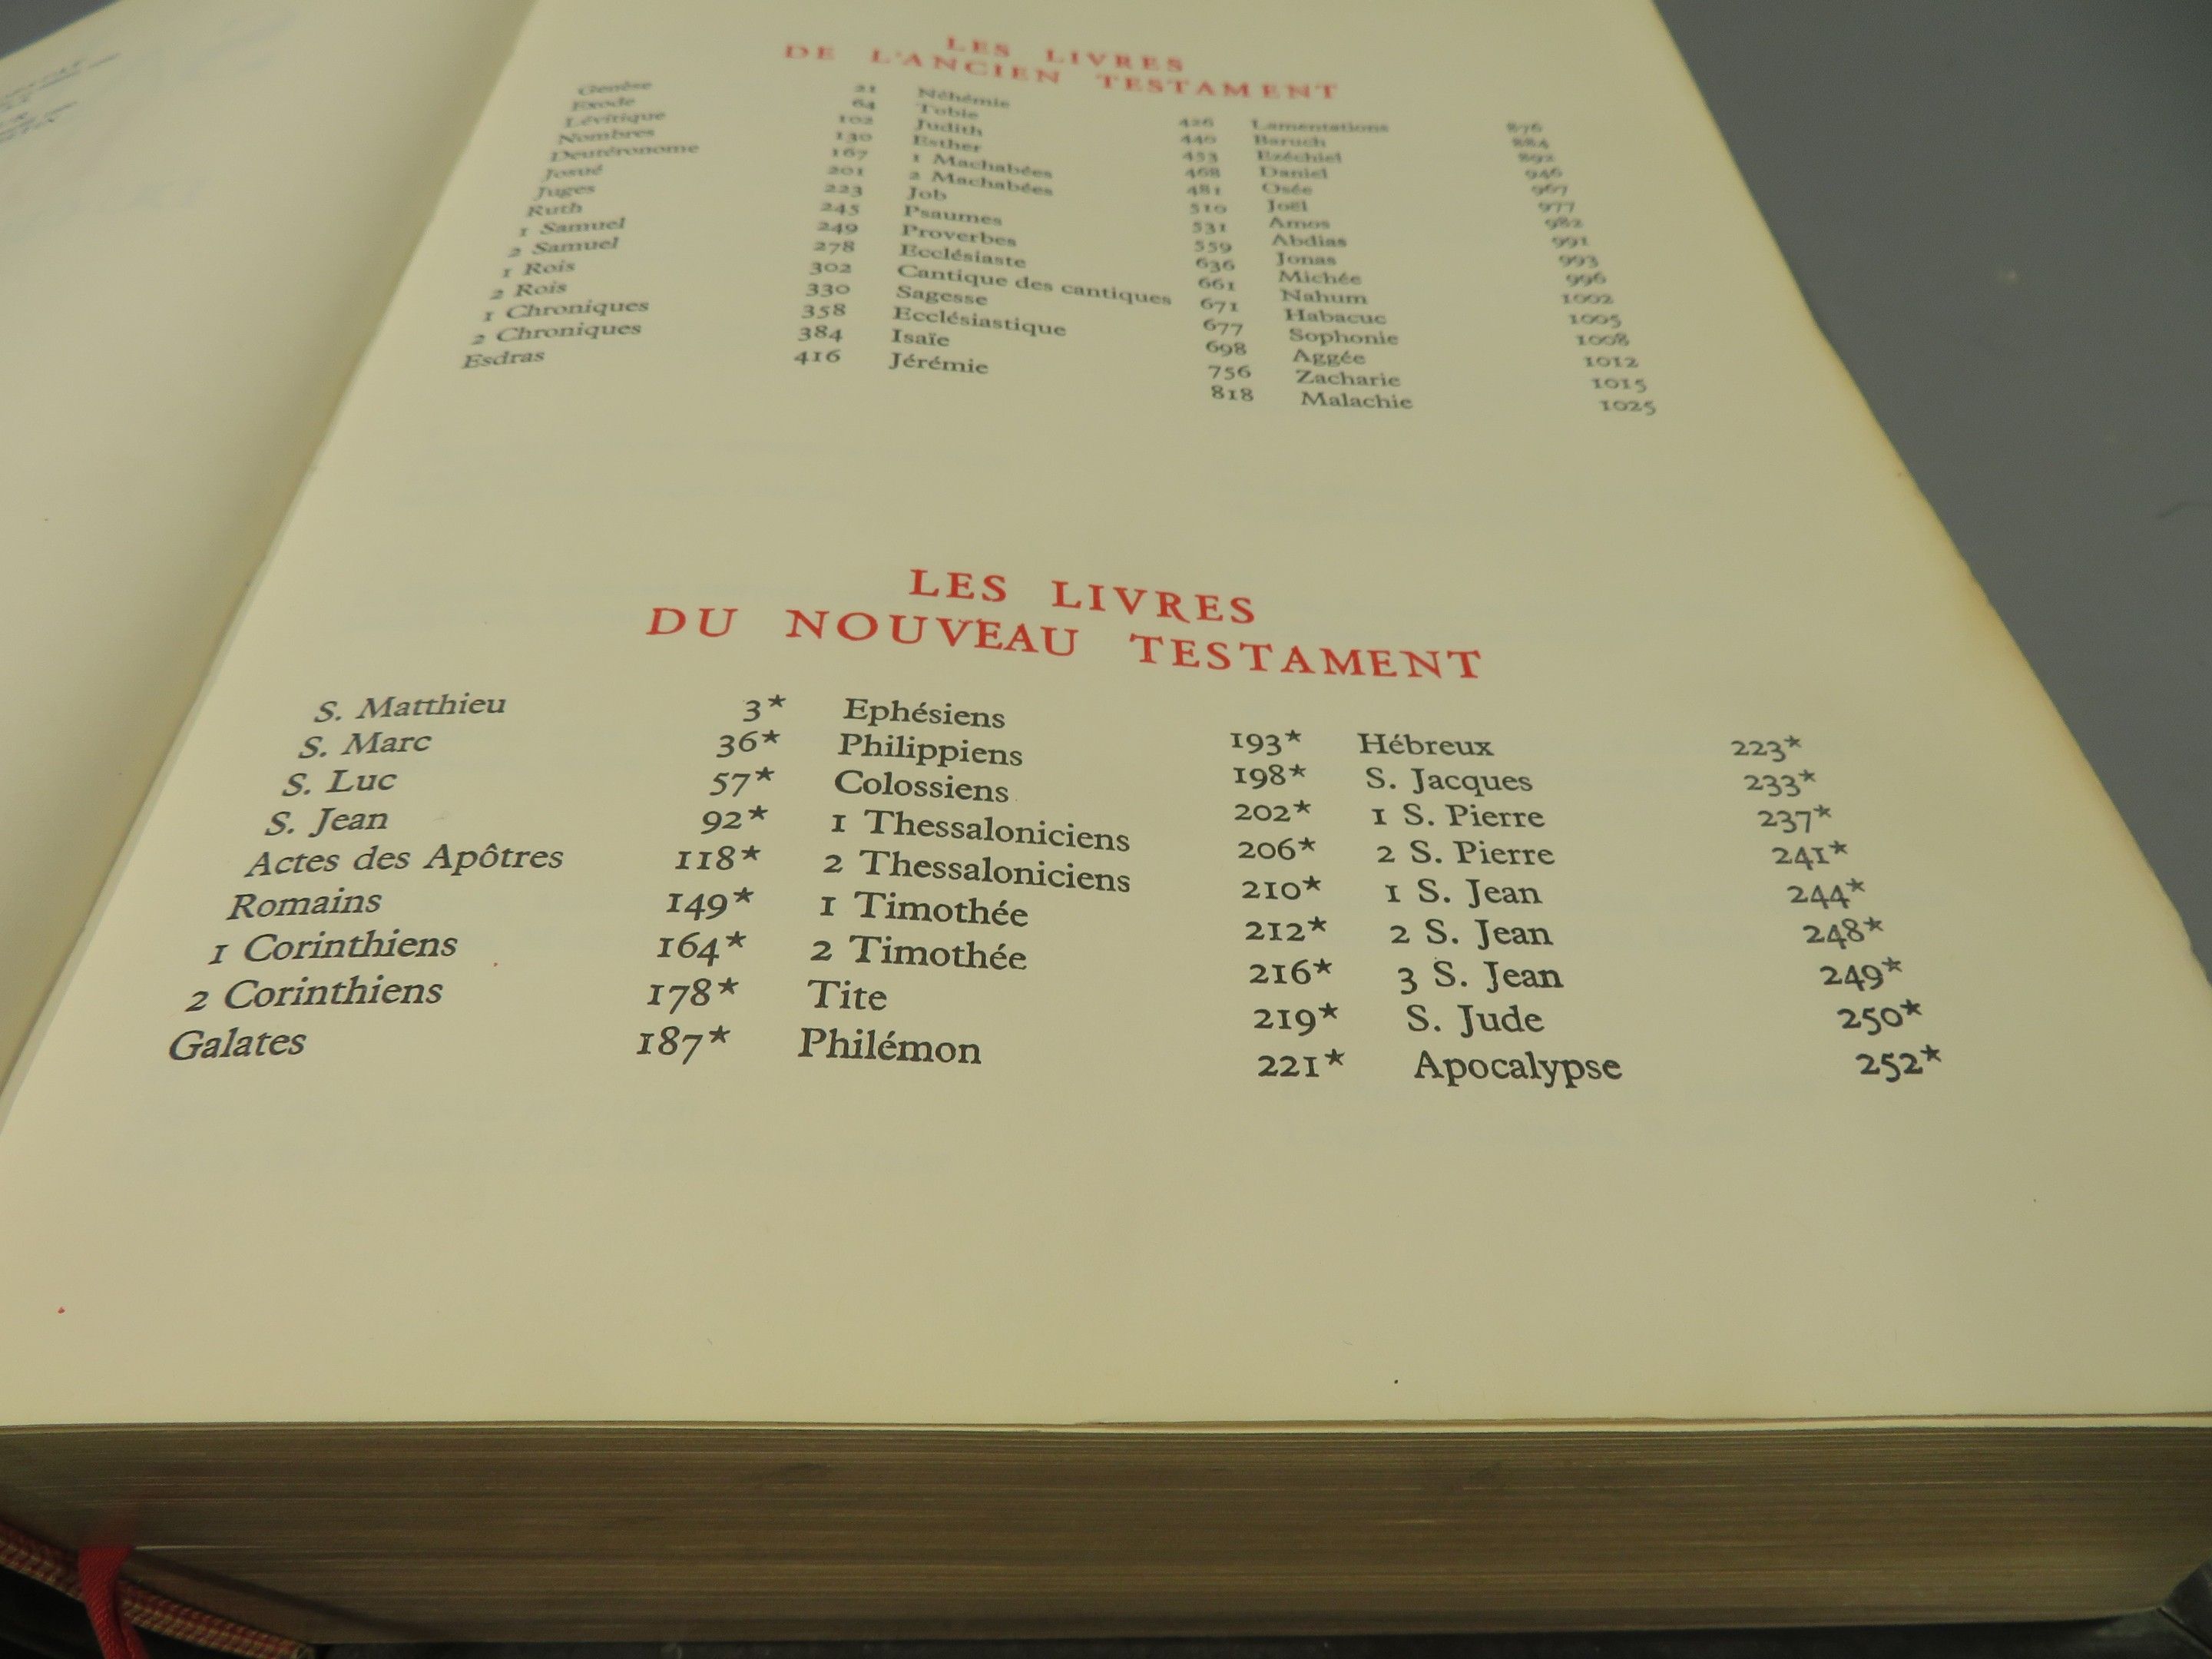 LES LIVRES
DE L'ANCIEN TESTAMENT
Genèse 21
Exode 64
Lévitique 102
Nombres 130
Deutéronome 167
Josué 201
Juges 223
Ruth 245
1 Samuel 249
2 Samuel 278
1 Rois 302
2 Rois 330
1 Chroniques 358
2 Chroniques 384
Esdras 416
Néhémie 426
Tobie 440
Judith 453
Esther 468
1 Machabées 481
2 Machabées 510
Job 531
Psaumes 559
Proverbes 636
Ecclésiaste 661
Cantique des cantiques 671
Sagesse 677
Ecclésiastique 698
Isaïe 756
Jérémie 818
Lamentations 876
Baruch 884
Ezéchiel 892
Daniel 946
Osée 967
Joël 977
Amos 982
Abdias 991
Jonas 993
Michée 996
Nahum 1002
Habacuc 1005
Sophonie 1008
Aggée 1012
Zacharie 1015
Malachie 1025
LES LIVRES
DU NOUVEAU TESTAMENT
S. Matthieu 3*
S. Marc 36*
S. Luc 57*
S. Jean 92*
Actes des Apôtres 118*
Romains 149*
1 Corinthiens 164*
2 Corinthiens 178*
Galates 187*
Ephésiens 193*
Philippiens 198*
Colossiens 202*
1 Thessaloniciens 206*
2 Thessaloniciens 210*
1 Timothée 212*
2 Timothée 216*
Tite 219*
Philémon 221*
Hébreux 223*
S. Jacques 233*
1 S. Pierre 237*
2 S. Pierre 241*
1 S. Jean 244*
2 S. Jean 248*
3 S. Jean 249*
S. Jude 250*
Apocalypse 252*